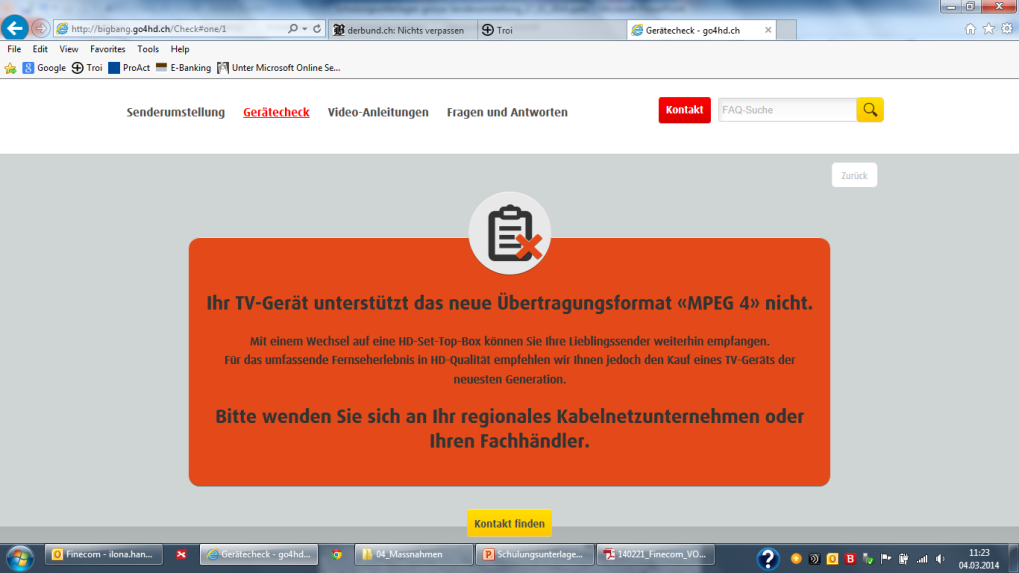 http://bigbang.go4hd.ch/Check#one/1
derbund.ch: Nichts verpassen
Troi
Gerätecheck - go4hd.ch
File Edit View Favorites Tools Help
Google Troi ProAct E-Banking Unter Microsoft Online Se...
Senderumstellung Gerätecheck Video-Anleitungen Fragen und Antworten Kontakt FAQ-Suche
Zurück
Ihr TV-Gerät unterstützt das neue Übertragungsformat «MPEG 4» nicht.
Mit einem Wechsel auf eine HD-Set-Top-Box können Sie Ihre Lieblingssender weiterhin empfangen.
Für das umfassende Fernseherlebnis in HD-Qualität empfehlen wir Ihnen jedoch den Kauf eines TV-Geräts der
neuesten Generation.
Bitte wenden Sie sich an Ihr regionales Kabelnetzunternehmen oder
Ihren Fachhändler.
Kontakt finden
Finecom - ilona.han... Gerätecheck - go4hd... 04_Massnahmen Schulungsunterlage... 140221_Finecom_VO... 11:23
04.03.2014